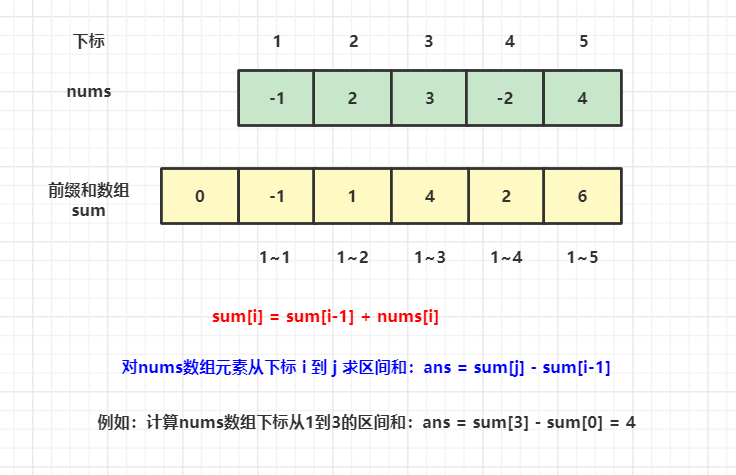 下标 1 2 3 4 5
nums
-1 2 3 -2 4
前缀和数组
sum
0 -1 1 4 2 6
1~1 1~2 1~3 1~4 1~5
sum[i] = sum[i-1] + nums[i]
对nums数组元素从下标 i 到 j 求区间和：ans = sum[j] - sum[i-1]
例如：计算nums数组下标从1到3的区间和：ans = sum[3] - sum[0] = 4